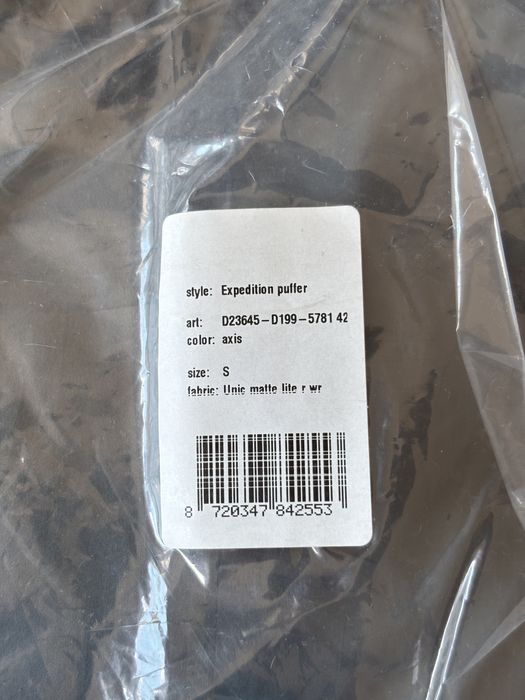 style: Expedition puffer
art: D23645-D199-5781 42
color: axis
size: S
fabric: Unic matte lite r wr
8 720347 842553